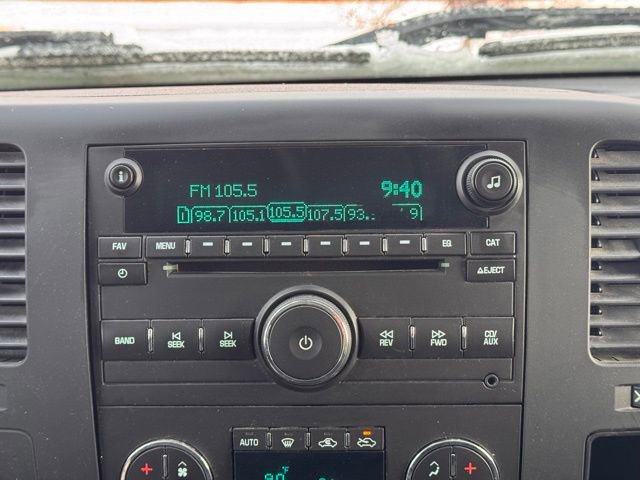 FM 105.5 9:40
1 98.7 105.1 105.5 107.5 93. 9
FAV MENU EQ CAT
EJECT
BAND SEEK SEEK REV FWD CD/AUX
AUTO
°F